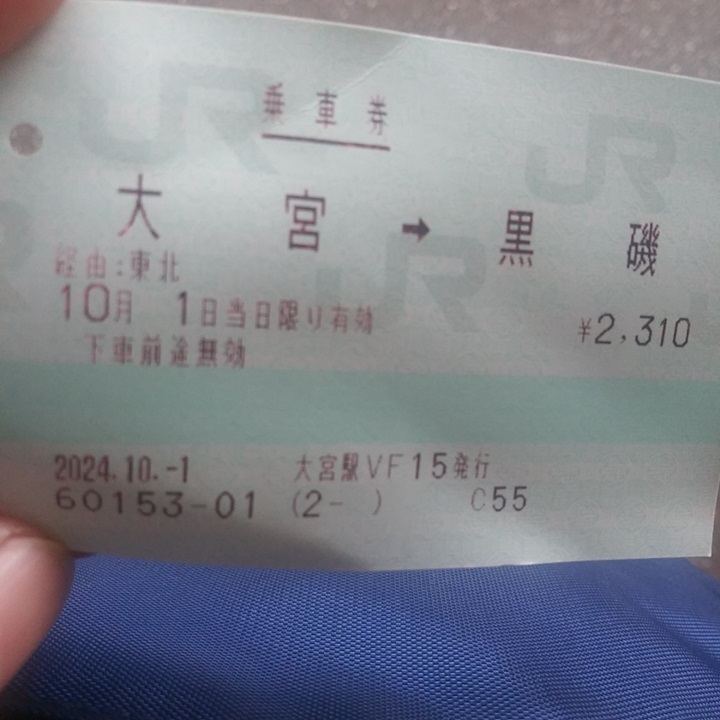 乗車券
大宮➡黒磯
経由:東北
10月 1日当日限り有効 ¥2,310
下車前途無効
2024.10.-1 大宮駅VF15発行
60153-01 (2- ) C55